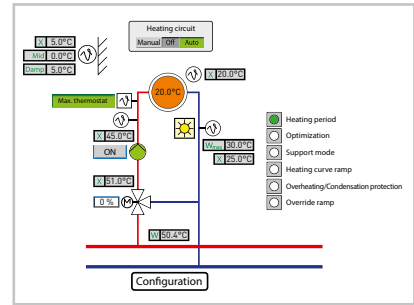 Heating circuit
Manual Off Auto
X 5.0°C
Mid 0.0°C
Damp 5.0°C
X 20.0°C
20.0°C
Max. thermostat
X 45.0°C
ON
Wmax 30.0°C
X 25.0°C
Heating period
Optimization
Support mode
Heating curve ramp
Overheating/Condensation protection
Override ramp
X 51.0°C
0 % M
W 50.4°C
Configuration